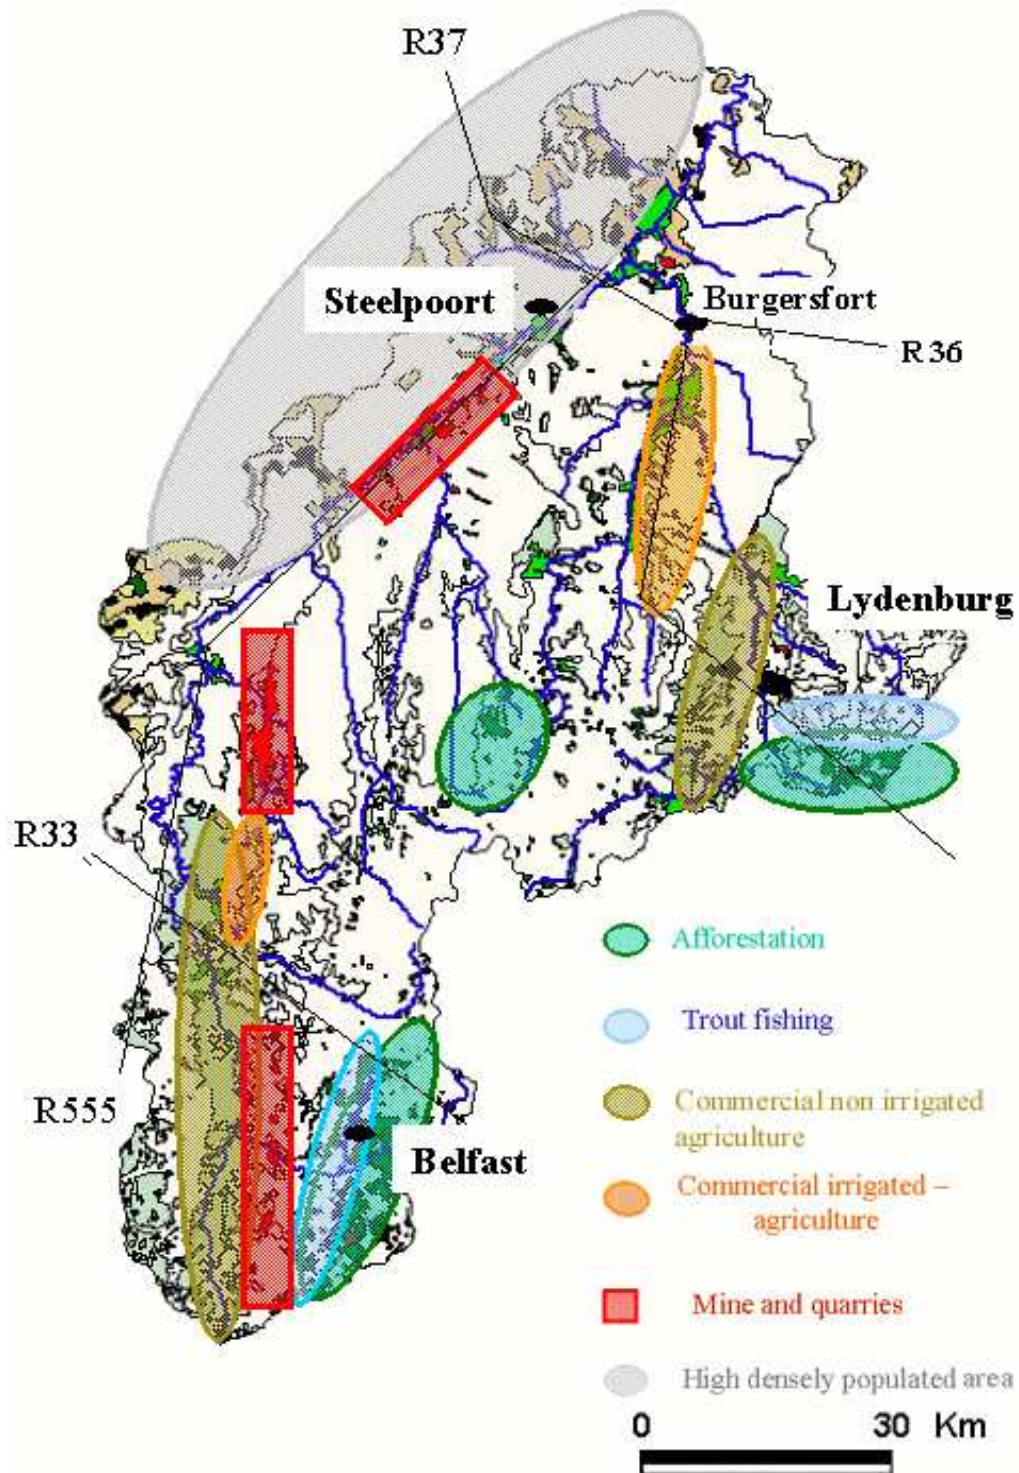 R37
Steelpoort
Burgersfort
R36
Lydenburg
R33
Afforestation
Trout fishing
R555
Commercial non irrigated
agriculture
Belfast
Commercial irrigated –
agriculture
Mine and quarries
High densely populated area
0 30 Km